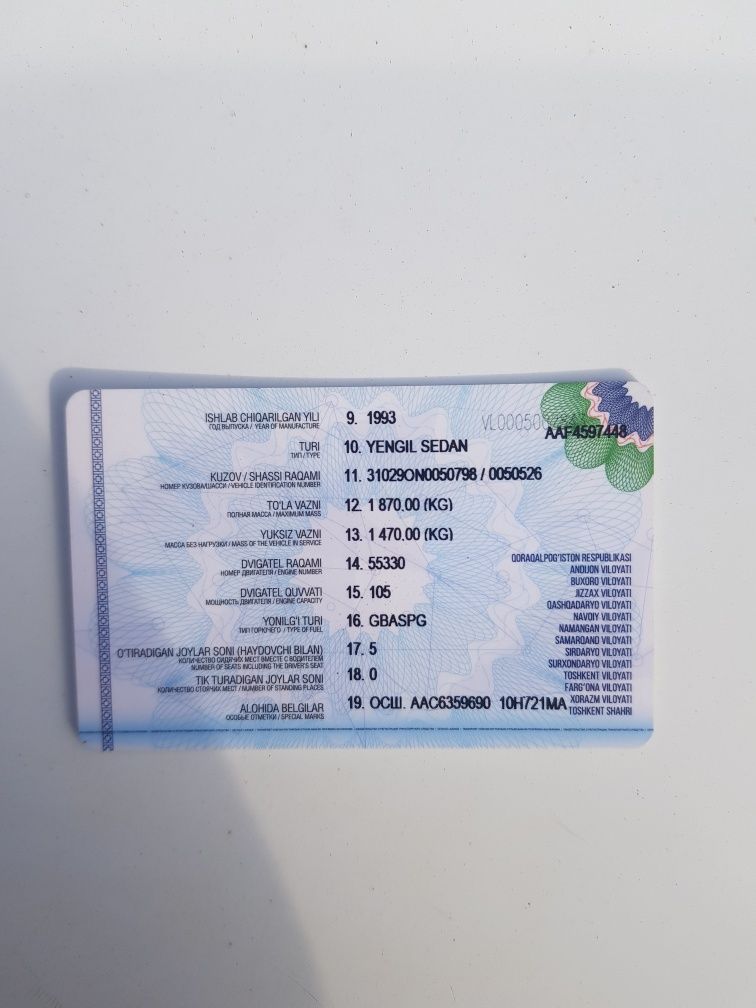 ISHLAB CHIQARILGAN YILI 9. 1993
ГОД ВЫПУСКА / YEAR OF MANUFACTURE
AAF4597448
TURI 10. YENGIL SEDAN
ТИП / TYPE
KUZOV / SHASSI RAQAMI 11. 31029ON0050798 / 0050526
НОМЕР КУЗОВА/ШАССИ / VEHICLE IDENTIFICATION NUMBER
TO'LA VAZNI 12. 1 870.00 (KG)
ПОЛНАЯ МАССА / MAXIMUM MASS
YUKSIZ VAZNI 13. 1 470.00 (KG)
МАССА БЕЗ НАГРУЗКИ / MASS OF THE VEHICLE IN SERVICE
DVIGATEL RAQAMI 14. 55330
НОМЕР ДВИГАТЕЛЯ / ENGINE NUMBER
DVIGATEL QUVVATI 15. 105
МОЩНОСТЬ ДВИГАТЕЛЯ / ENGINE CAPACITY
YONILG'I TURI 16. GBASPG
ТИП ГОРЮЧЕГО / TYPE OF FUEL
O'TIRADIGAN JOYLAR SONI (HAYDOVCHI BILAN) 17. 5
КОЛИЧЕСТВО СИДЯЧИХ МЕСТ ВМЕСТЕ С ВОДИТЕЛЕМ
NUMBER OF SEATS INCLUDING THE DRIVER'S SEAT
TIK TURADIGAN JOYLAR SONI 18. 0
КОЛИЧЕСТВО СТОЯЧИХ МЕСТ / NUMBER OF STANDING PLACES
ALOHIDA BELGILAR 19. ОСШ. AAC6359690 10H721MA
ОСОБЫЕ ОТМЕТКИ / SPECIAL MARKS
QORAQALPOG'ISTON RESPUBLIKASI
ANDIJON VILOYATI
BUXORO VILOYATI
JIZZAX VILOYATI
QASHQADARYO VILOYATI
NAVOIY VILOYATI
NAMANGAN VILOYATI
SAMARQAND VILOYATI
SIRDARYO VILOYATI
SURXONDARYO VILOYATI
TOSHKENT VILOYATI
FARG'ONA VILOYATI
XORAZM VILOYATI
TOSHKENT SHAHRI